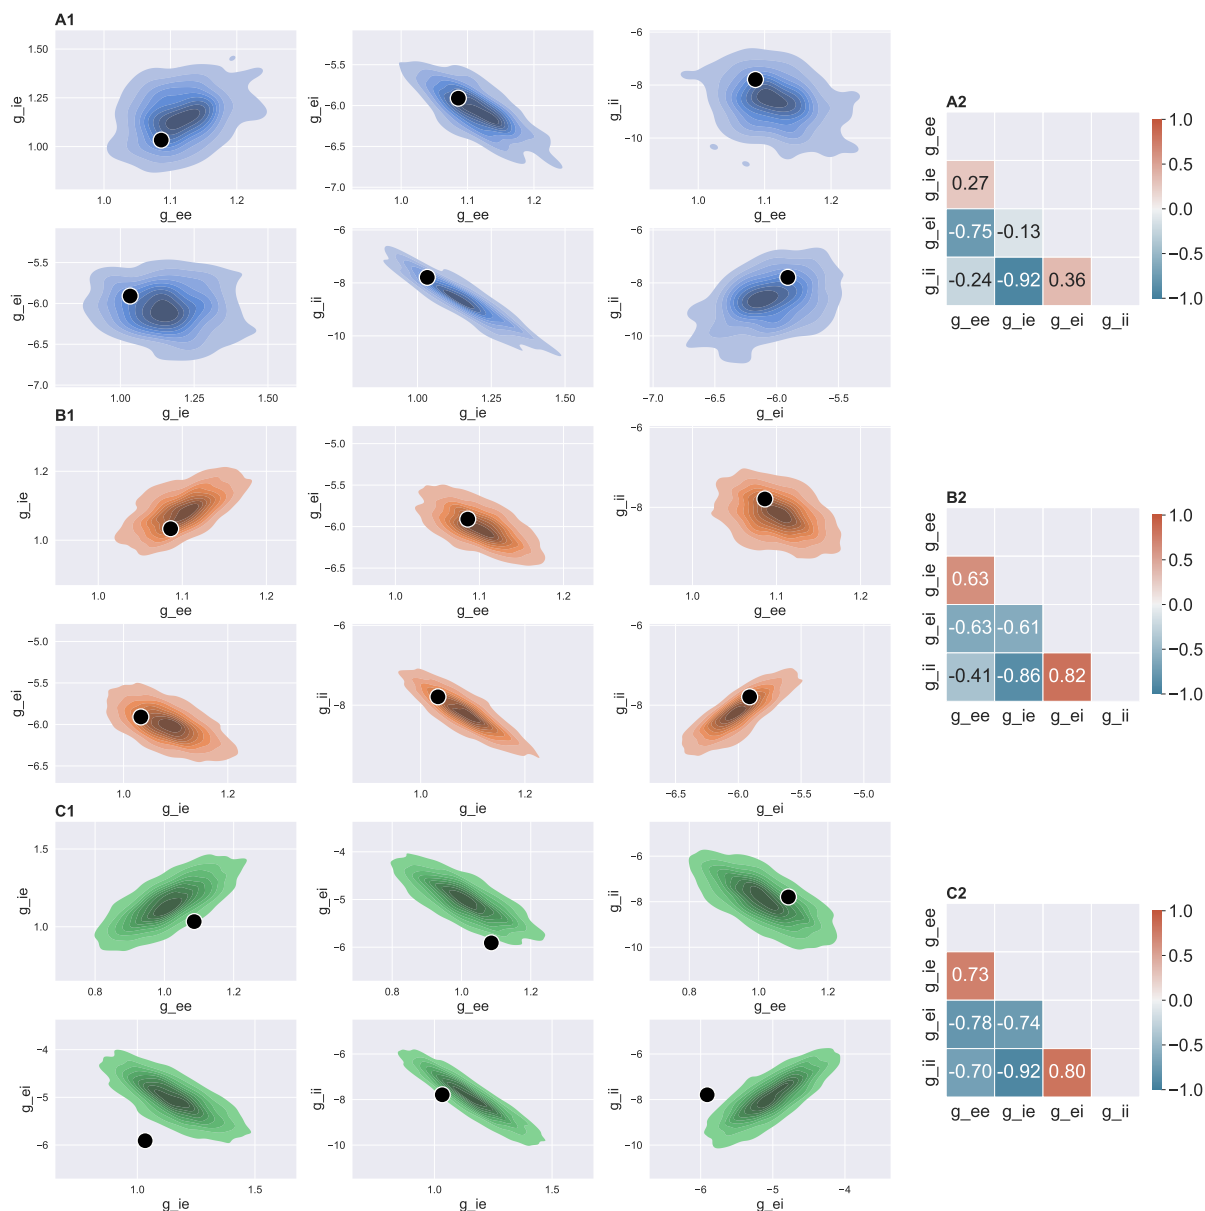 A1
g_ie
1.50
1.25
1.00
1.0 1.1 1.2
g_ee
g_ei
−5.5
−6.0
−6.5
−7.0
1.0 1.1 1.2
g_ee
g_ii
−6
−8
−10
1.0 1.1 1.2
g_ee
g_ei
−5.5
−6.0
−6.5
−7.0
1.00 1.25 1.50
g_ie
g_ii
−6
−8
−10
1.00 1.25 1.50
g_ie
g_ii
−6
−8
−10
−7.0 −6.5 −6.0 −5.5
g_ei
A2
g_ee
g_ie
g_ei
g_ii
0.27
-0.75 -0.13
-0.24 -0.92 0.36
g_ee g_ie g_ei g_ii
1.0
0.5
0.0
−0.5
−1.0
B1
g_ie
1.2
1.0
1.0 1.1 1.2
g_ee
g_ei
−5.0
−5.5
−6.0
−6.5
1.0 1.1 1.2
g_ee
g_ii
−6
−8
1.0 1.1 1.2
g_ee
g_ei
−5.0
−5.5
−6.0
−6.5
1.0 1.2
g_ie
g_ii
−6
−8
1.0 1.2
g_ie
g_ii
−6
−8
−6.5 −6.0 −5.5 −5.0
g_ei
B2
g_ee
g_ie
g_ei
g_ii
0.63
-0.63 -0.61
-0.41 -0.86 0.82
g_ee g_ie g_ei g_ii
1.0
0.5
0.0
−0.5
−1.0
C1
g_ie
1.5
1.0
0.8 1.0 1.2
g_ee
g_ei
−4
−5
−6
0.8 1.0 1.2
g_ee
g_ii
−6
−8
−10
0.8 1.0 1.2
g_ee
g_ei
−4
−5
−6
1.0 1.5
g_ie
g_ii
−6
−8
−10
1.0 1.5
g_ie
g_ii
−6
−8
−10
−6 −5 −4
g_ei
C2
g_ee
g_ie
g_ei
g_ii
0.73
-0.78 -0.74
-0.70 -0.92 0.80
g_ee g_ie g_ei g_ii
1.0
0.5
0.0
−0.5
−1.0